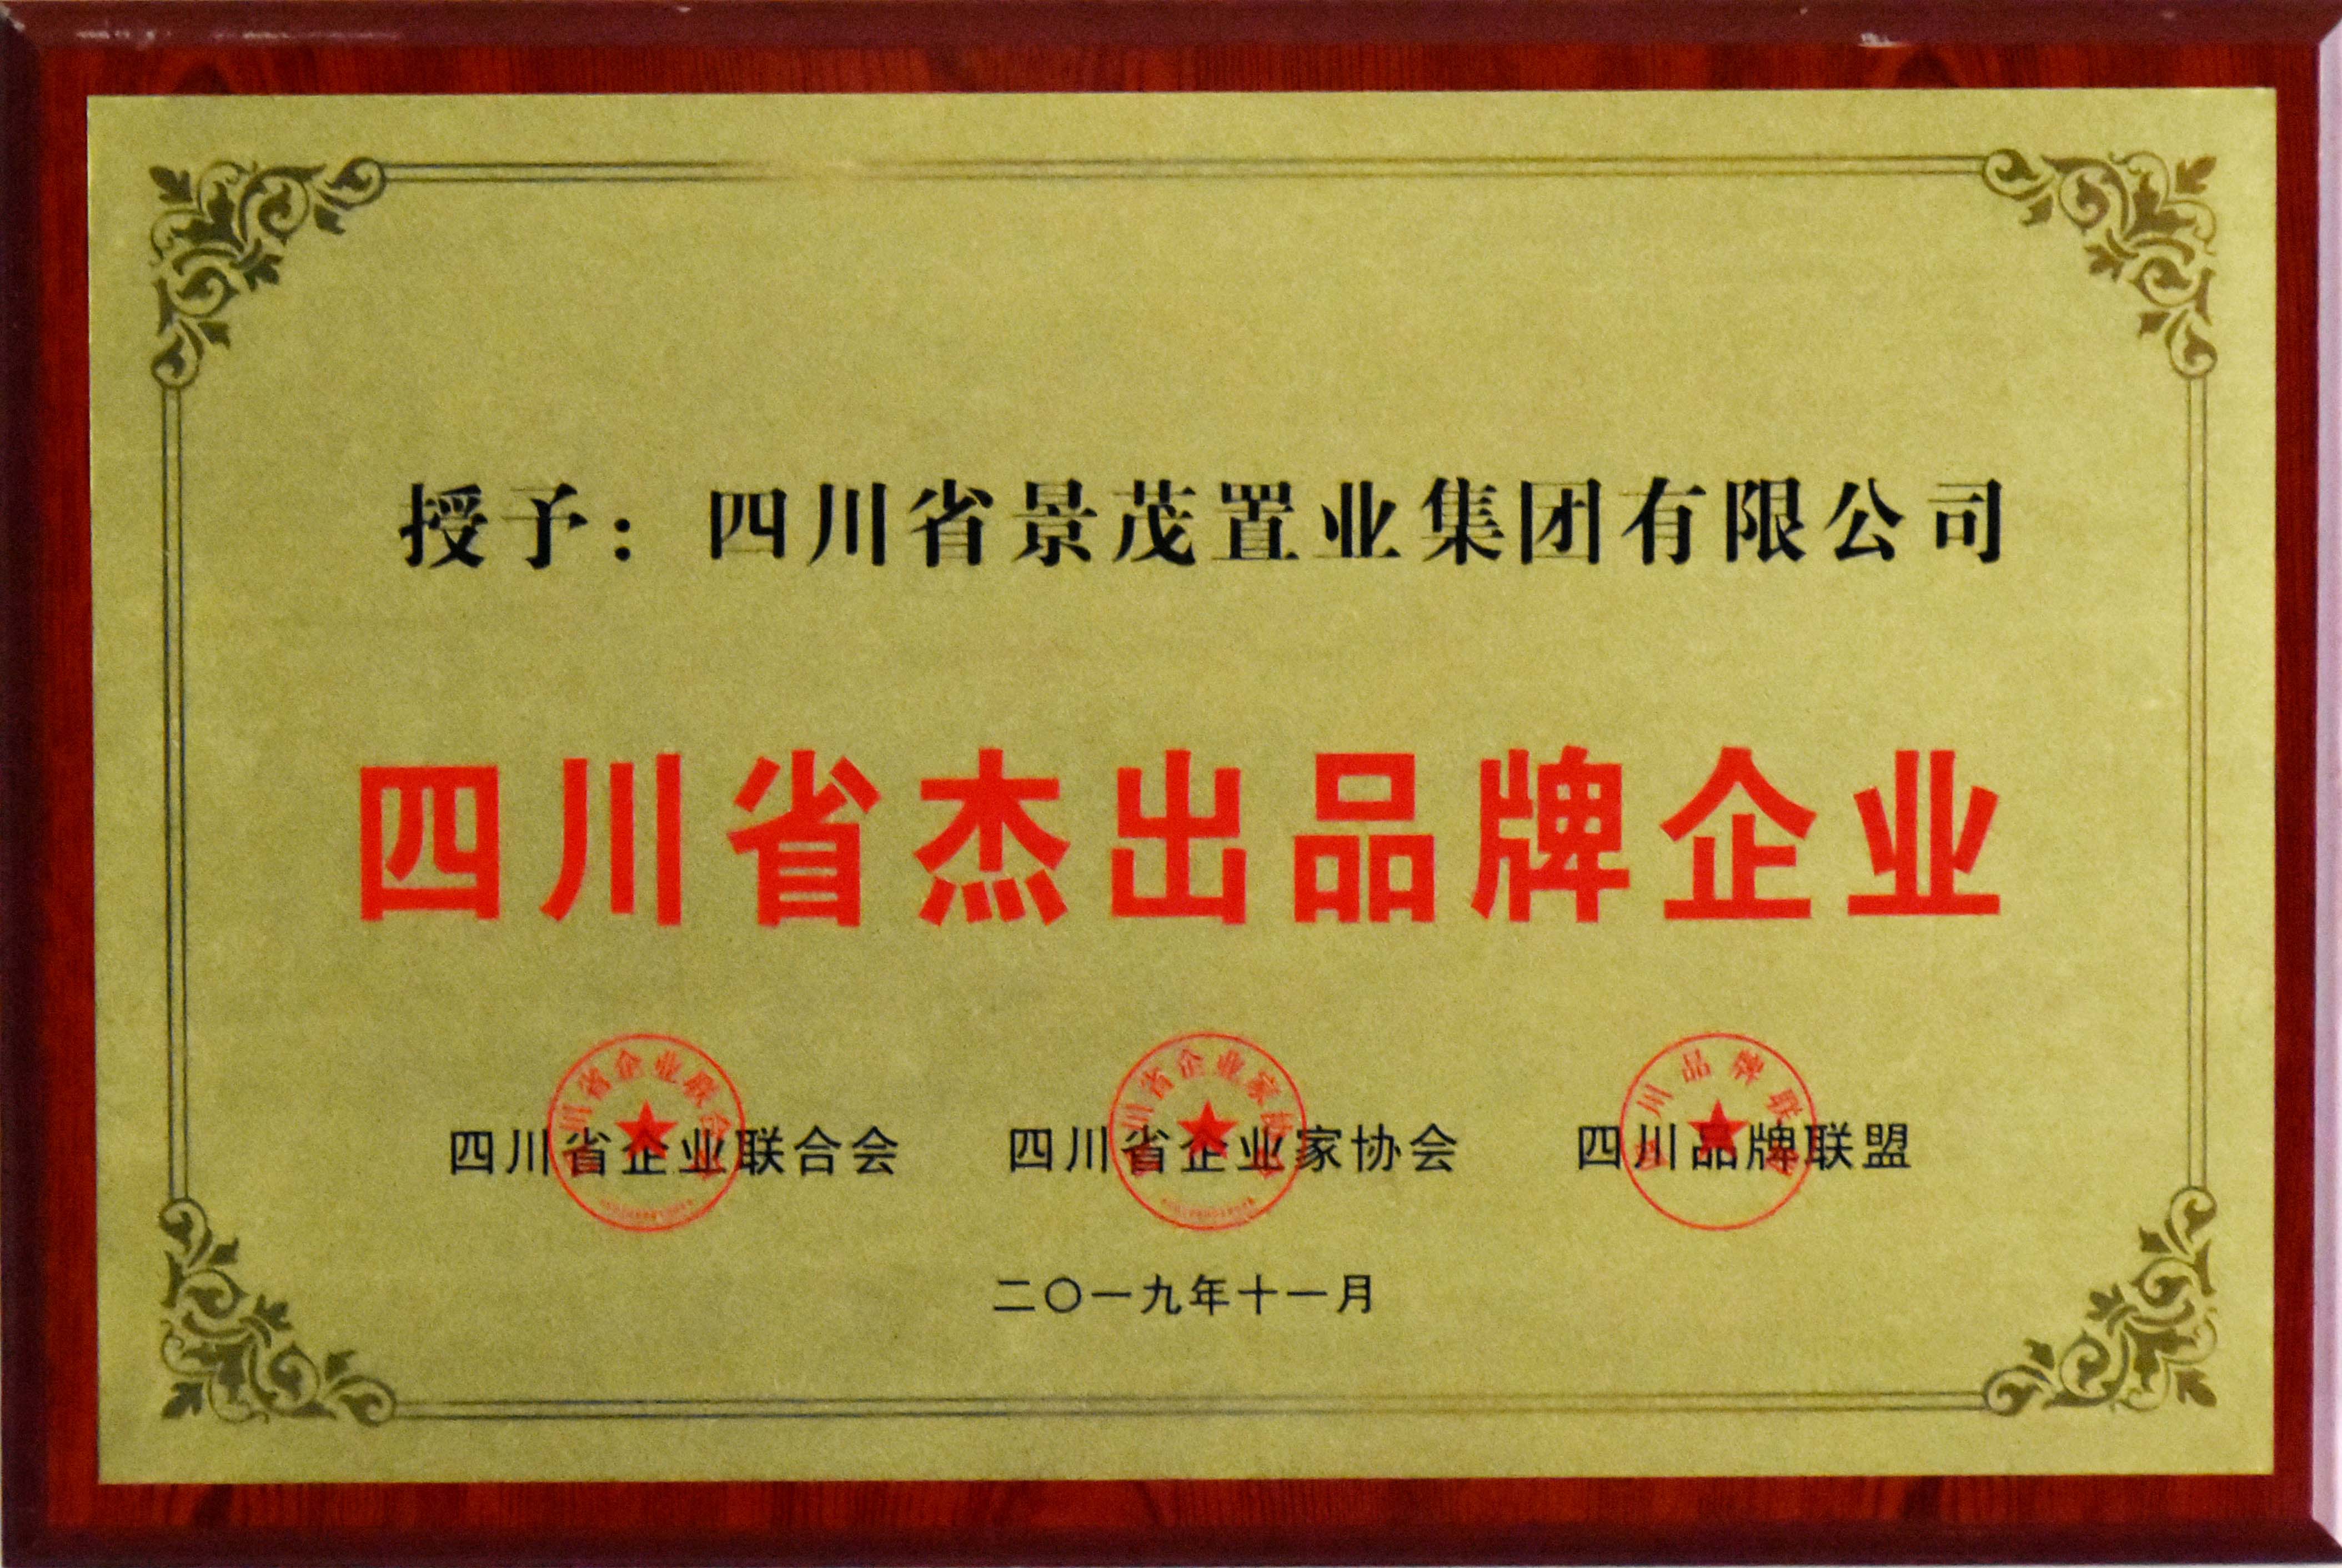 授予：四川省景茂置业集团有限公司
四川省杰出品牌企业
四川省企业联合会 四川省企业家协会 四川品牌联盟
二〇一九年十一月